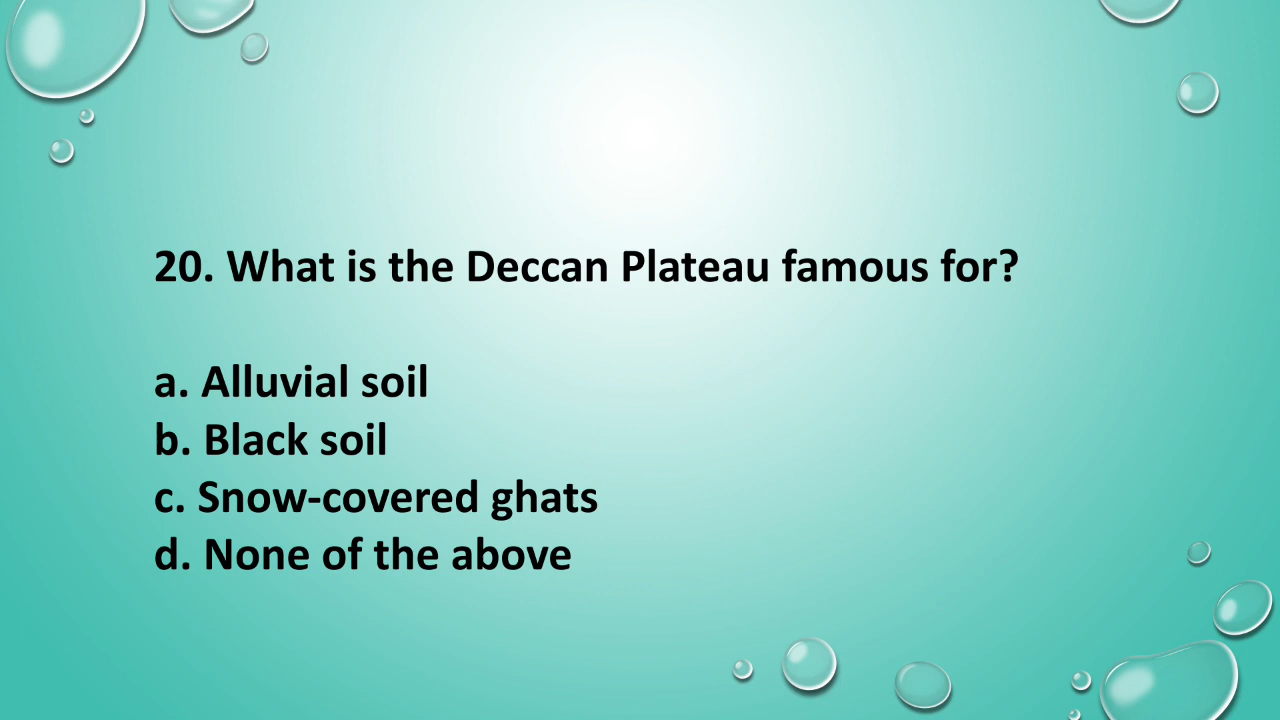 20. What is the Deccan Plateau famous for?
a. Alluvial soil
b. Black soil
c. Snow-covered ghats
d. None of the above